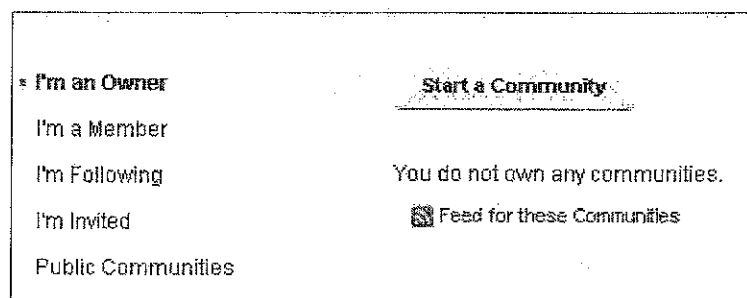 I'm an Owner
I'm a Member
I'm Following
I'm Invited
Public Communities
Start a Community
You do not own any communities.
Feed for these Communities